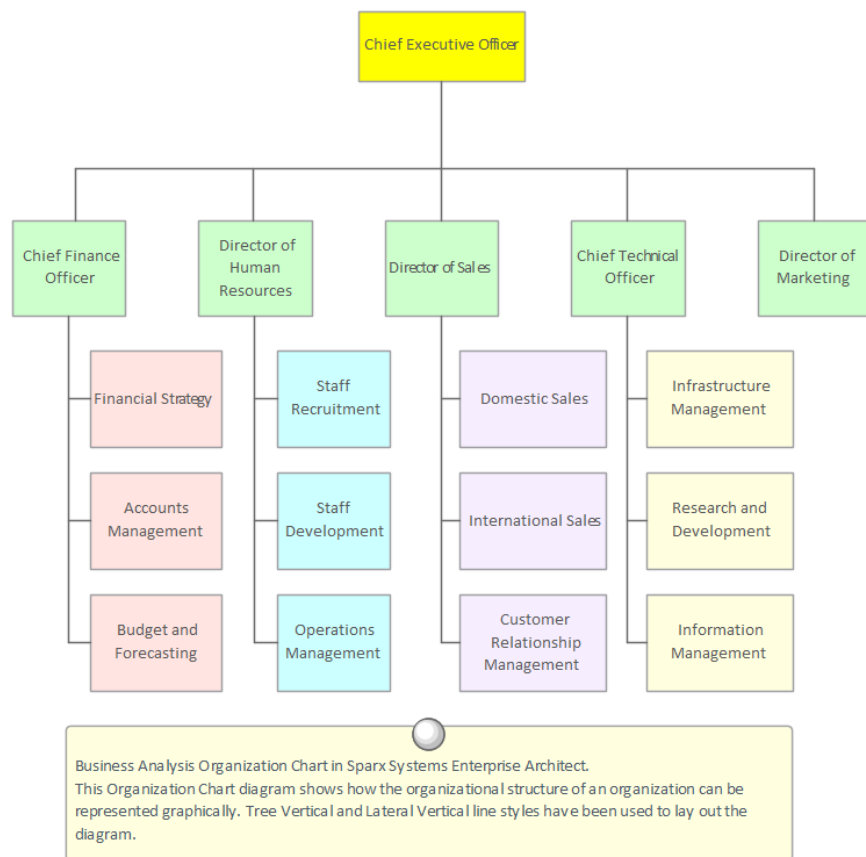 Chief Executive Officer
Chief Finance
Officer
Director of
Human
Resources
Director of Sales
Chief Technical
Officer
Director of
Marketing
Financial Strategy
Staff
Recruitment
Domestic Sales
Infrastructure
Management
Accounts
Management
Staff
Development
International Sales
Research and
Development
Budget and
Forecasting
Operations
Management
Customer
Relationship
Management
Information
Management
Business Analysis Organization Chart in Sparx Systems Enterprise Architect.
This Organization Chart diagram shows how the organizational structure of an organization can be
represented graphically. Tree Vertical and Lateral Vertical line styles have been used to lay out the
diagram.